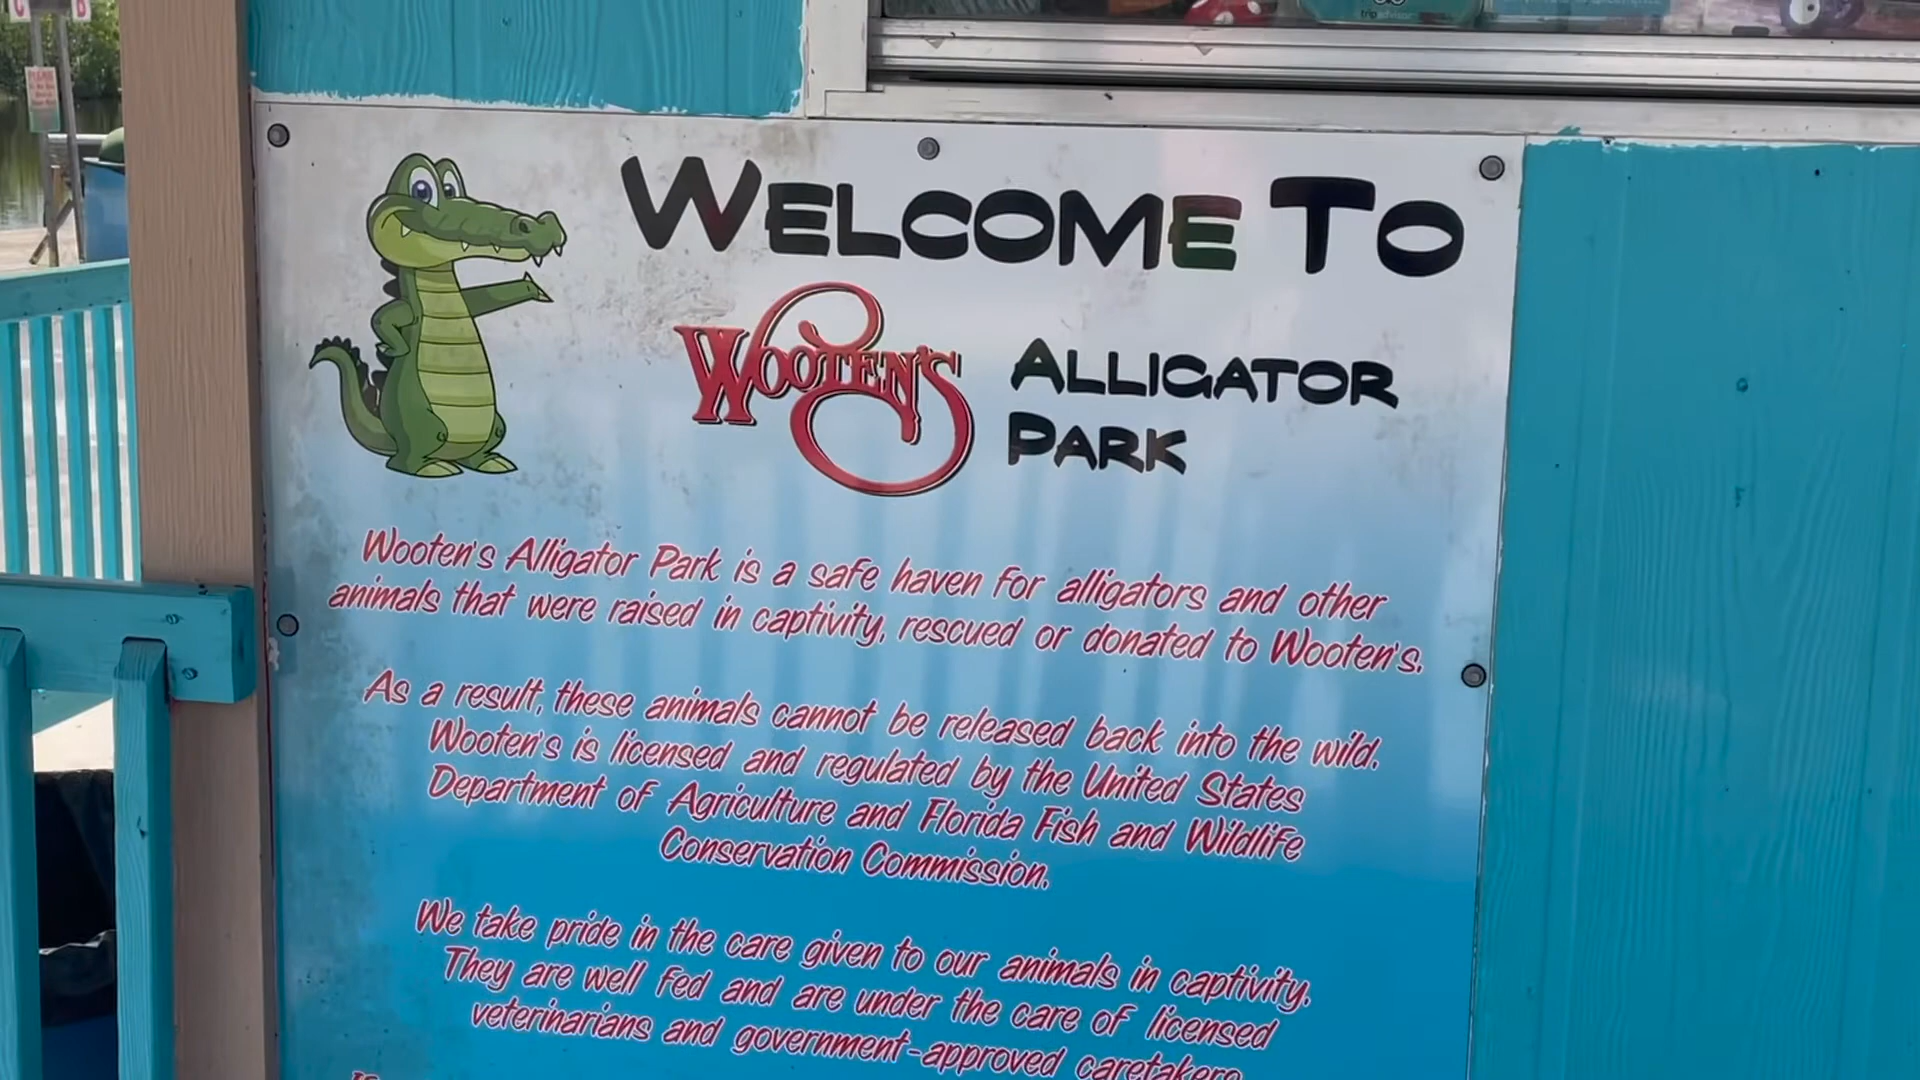 WELCOME TO
WOOTEN'S ALLIGATOR
PARK
Wooten's Alligator Park is a safe haven for alligators and other
animals that were raised in captivity, rescued or donated to Wooten's.
As a result, these animals cannot be released back into the wild.
Wooten's is licensed and regulated by the United States
Department of Agriculture and Florida Fish and Wildlife
Conservation Commission.
We take pride in the care given to our animals in captivity.
They are well fed and are under the care of licensed
veterinarians and government-approved caretakers